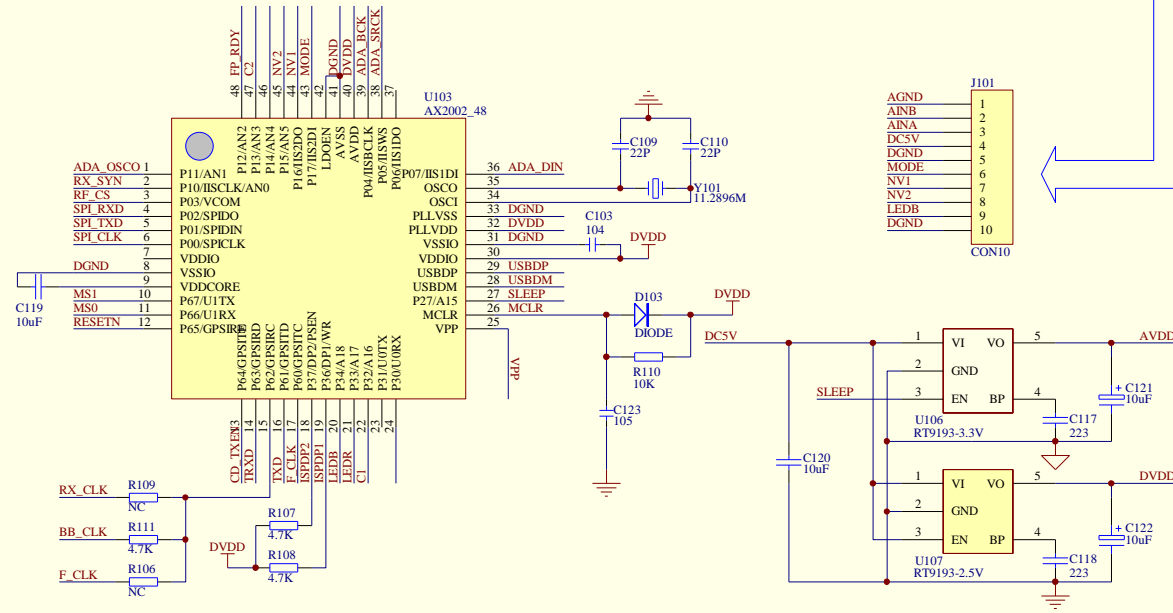 FP_RDY
C2
NV2
NV1
MODE
DGND
DVDD
ADA_BCK
ADA_SRCK
48
47
46
45
44
43
42
41
40
39
38
37
U103
AX2002_48
P12/AN2
P13/AN3
P14/AN4
P15/AN5
P16/IIS2DO
P17/IIS2DI
LDOEN
AVSS
AVDD
P04/IISBCLK
P05/IISWS
P06/IIS1DO
ADA_OSCO 1 P11/AN1
RX_SYN 2 P10/IISCLK/AN0
RF_CS 3 P03/VCOM
SPI_RXD 4 P02/SPIDO
SPI_TXD 5 P01/SPIDIN
SPI_CLK 6 P00/SPICLK
7 VDDIO
DGND 8 VSSIO
9 VDDCORE
MS1 10 P67/U1TX
MS0 11 P66/U1RX
RESETN 12 P65/GPSIRE
C119
10uF
P07/IIS1DI 36 ADA_DIN
OSCO 35
OSCI 34
PLLVSS 33 DGND
PLLVDD 32 DVDD
VSSIO 31 DGND
VDDIO 30
USBDP 29 USBDP
USBDM 28 USBDM
P27/A15 27 SLEEP
MCLR 26 MCLR
VPP 25
Vpp
P64/GPSITE
P63/GPSIRD
P62/GPSIRC
P61/GPSITD
P60/GPSITC
P37/DP2/PSEN
P36/DP1/WR
P34/A18
P33/A17
P32/A16
P31/U0TX
P30/U0RX
13
14
15
16
17
18
19
20
21
22
23
24
CD_TXEN
TRXD
TXD
F_CLK
ISPDP2
ISPDP1
LEDB
LEDR
C1
C109
22P
C110
22P
Y101
11.2896M
C103
104
DVDD
D103
DIODE
DVDD
R110
10K
C123
105
J101
AGND 1
AINB 2
AINA 3
DC5V 4
DGND 5
MODE 6
NV1 7
NV2 8
LEDB 9
DGND 10
CON10
DC5V
SLEEP
1 VI VO 5
2 GND
3 EN BP 4
U106
RT9193-3.3V
AVDD
+ C121
10uF
C117
223
C120
10uF
1 VI VO 5
2 GND
3 EN BP 4
U107
RT9193-2.5V
DVDD
+ C122
10uF
C118
223
RX_CLK
R109
NC
BB_CLK
R111
4.7K
F_CLK
R106
NC
DVDD
R107
4.7K
R108
4.7K